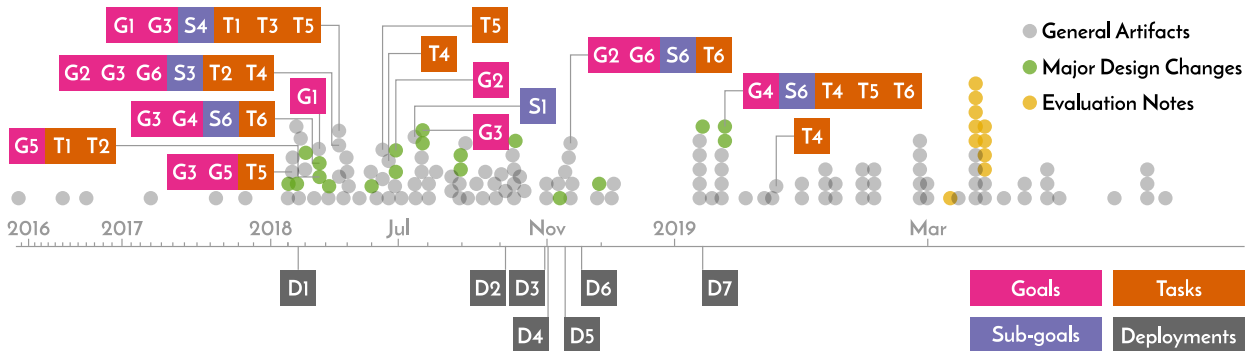 G1 G3 S4 T1 T3 T5
T5
General Artifacts
T4
G2 G6 S6 T6
Major Design Changes
G2 G3 G6 S3 T2 T4
G2
G4 S6 T4 T5 T6
G1
S1
Evaluation Notes
G3 G4 S6 T6
G3
T4
G5 T1 T2
G3 G5 T5
2016 2017 2018 Jul Nov 2019 Mar
D1 D2 D3 D6 D7
Goals Tasks
D4 D5
Sub-goals Deployments